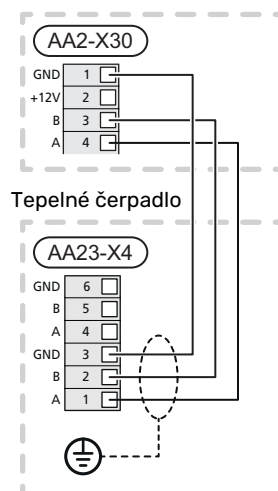 AA2-X30
GND 1
+12V 2
B 3
A 4
Tepelné čerpadlo
AA23-X4
GND 6
B 5
A 4
GND 3
B 2
A 1